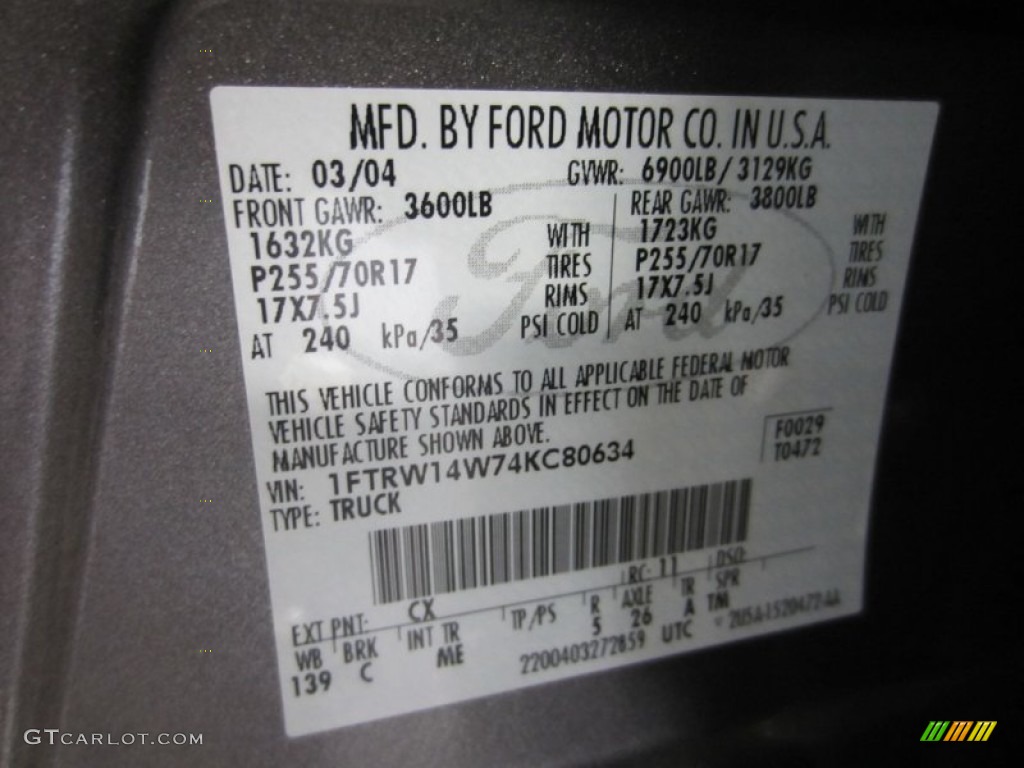 MFD. BY FORD MOTOR CO. IN U.S.A.
DATE: 03/04 GVWR: 6900LB/ 3129KG
FRONT GAWR: 3600LB REAR GAWR: 3800LB
1632KG WITH 1723KG WITH
P255/70R17 TIRES P255/70R17 TIRES
17X7.5J RIMS 17X7.5J RIMS
AT 240 kPa/35 PSI COLD AT 240 kPa/35 PSI COLD
Ford
THIS VEHICLE CONFORMS TO ALL APPLICABLE FEDERAL MOTOR
VEHICLE SAFETY STANDARDS IN EFFECT ON THE DATE OF
MANUFACTURE SHOWN ABOVE.
F0029
T0472
VIN: 1FTRW14W74KC80634
TYPE: TRUCK
EXT PNT: CX RC: 11 DSO:
WB BRK INT TR TP/PS R AXLE TR SPR
139 C ME 5 26 A TM
2200403272859 UTC
GTCARLOT.COM